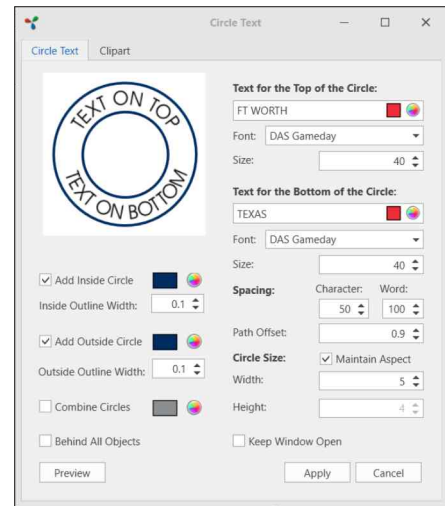 Circle Text
Circle Text Clipart
TEXT ON TOP
TEXT ON BOTTOM
Text for the Top of the Circle:
FT WORTH
Font: DAS Gameday
Size: 40
Text for the Bottom of the Circle:
TEXAS
Font: DAS Gameday
Size: 40
Add Inside Circle
Inside Outline Width: 0.1
Add Outside Circle
Outside Outline Width: 0.1
Combine Circles
Behind All Objects
Preview
Spacing: Character: Word:
50 100
Path Offset: 0.9
Circle Size: Maintain Aspect
Width: 5
Height: 4
Keep Window Open
Apply Cancel